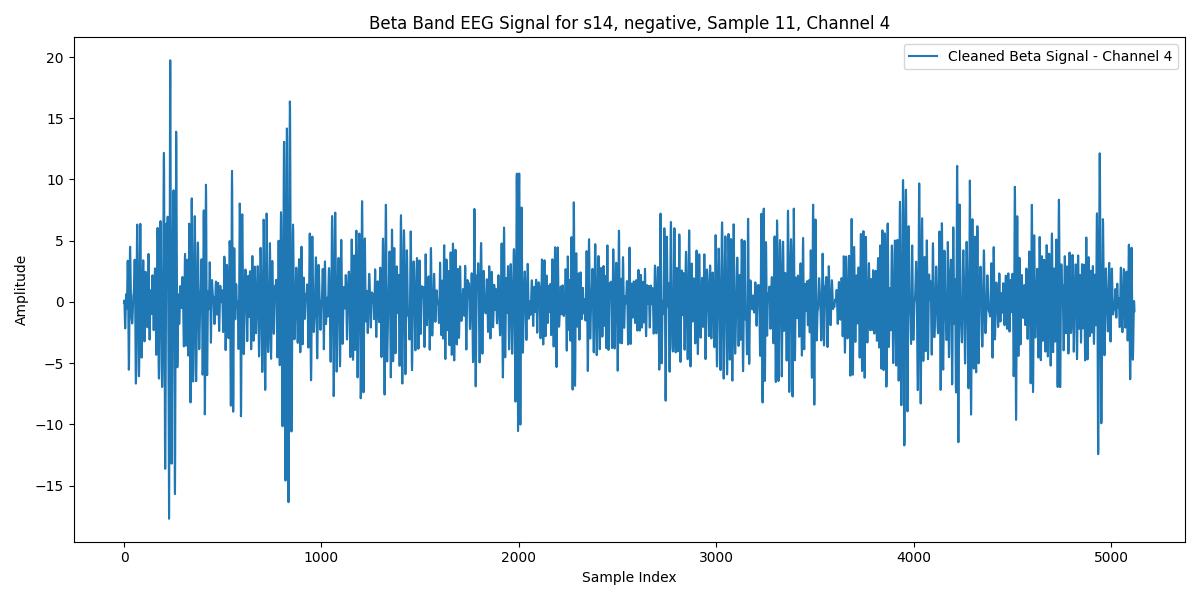 Beta Band EEG Signal for s14, negative, Sample 11, Channel 4
Cleaned Beta Signal - Channel 4
Amplitude
20
15
10
5
0
−5
−10
−15
0 1000 2000 3000 4000 5000
Sample Index